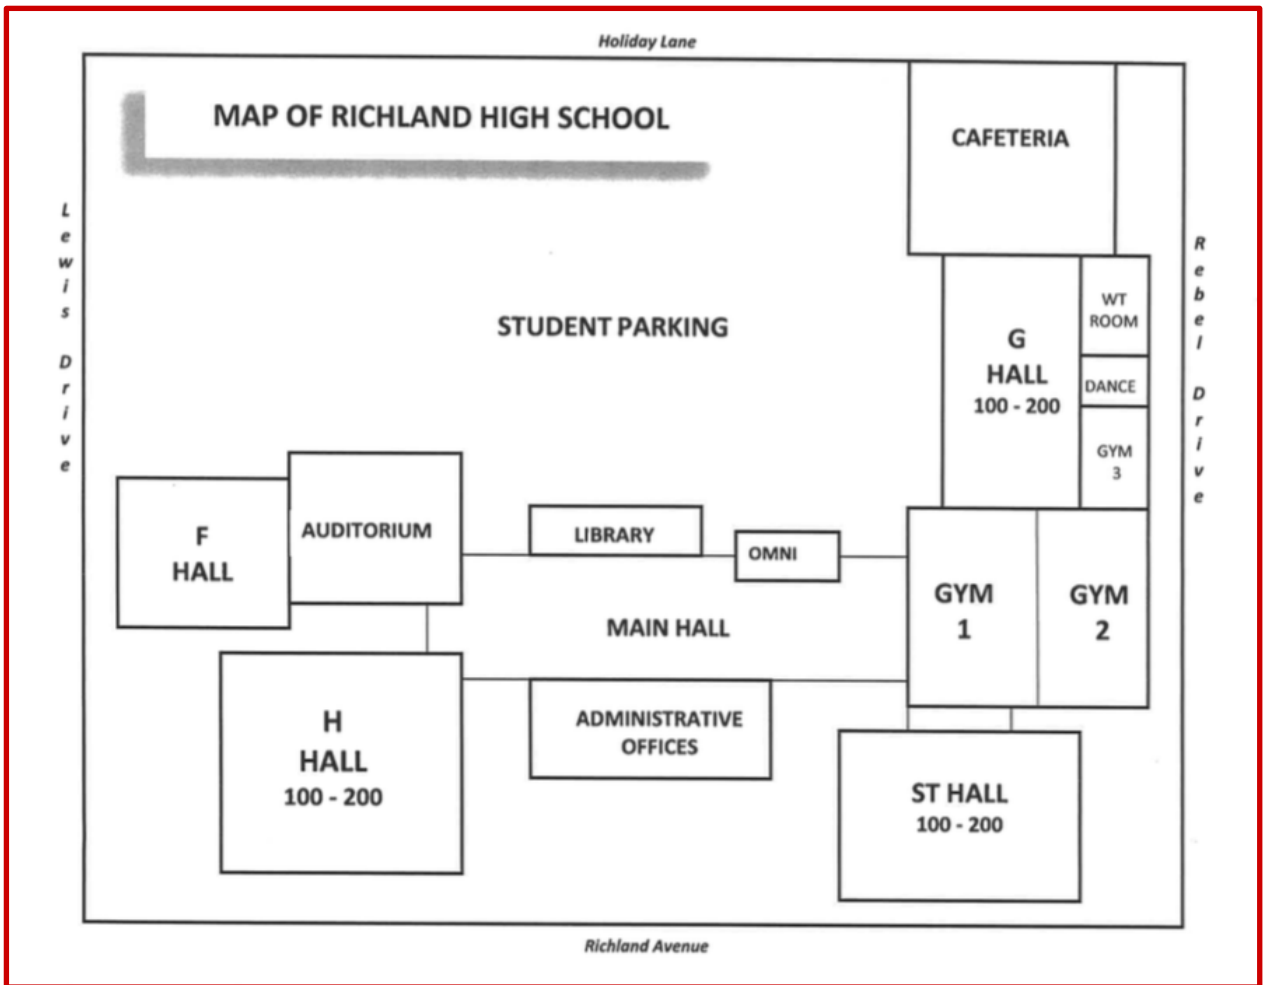 Holiday Lane
MAP OF RICHLAND HIGH SCHOOL
CAFETERIA
Lewis Drive
Rebel Drive
STUDENT PARKING
G
HALL
100 - 200
WT
ROOM
DANCE
GYM
3
F
HALL
AUDITORIUM
LIBRARY
OMNI
GYM
1
GYM
2
MAIN HALL
H
HALL
100 - 200
ADMINISTRATIVE
OFFICES
ST HALL
100 - 200
Richland Avenue